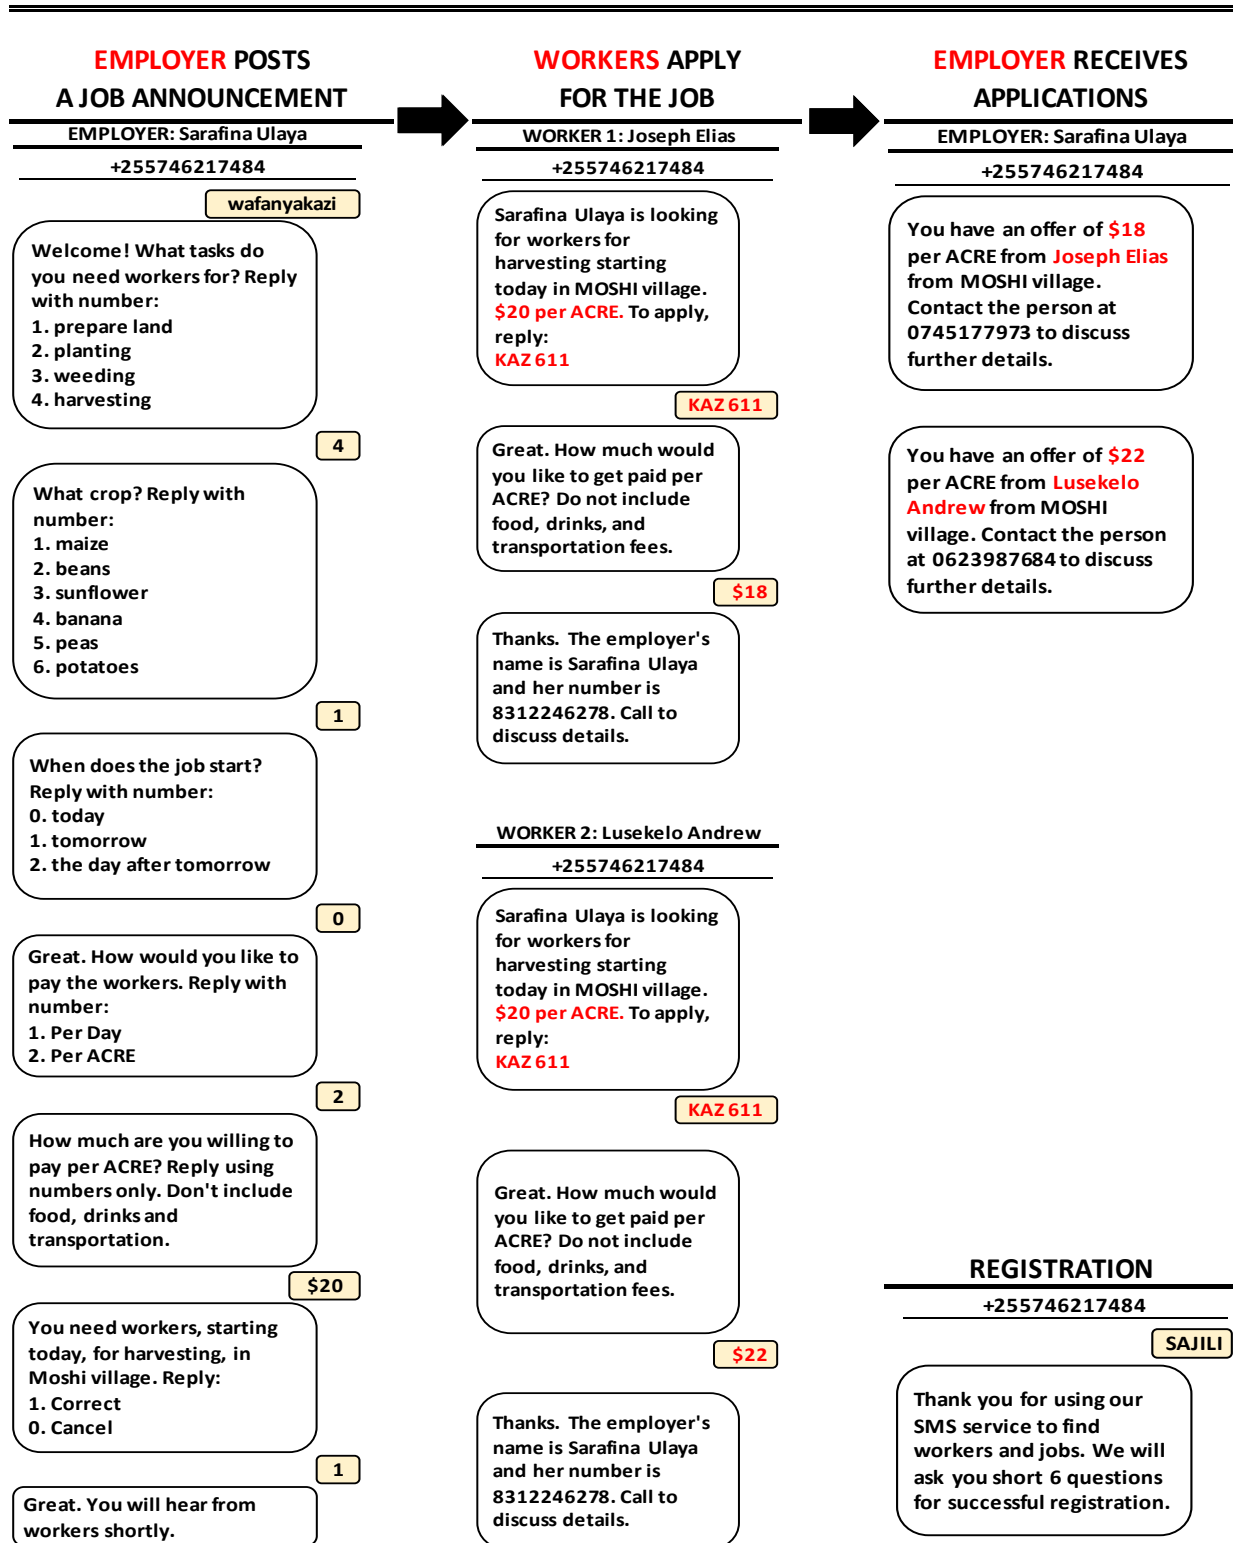 EMPLOYER POSTS
A JOB ANNOUNCEMENT
EMPLOYER: Sarafina Ulaya
+255746217484
wafanyakazi
Welcome! What tasks do
you need workers for? Reply
with number:
1. prepare land
2. planting
3. weeding
4. harvesting
4
What crop? Reply with
number:
1. maize
2. beans
3. sunflower
4. banana
5. peas
6. potatoes
1
When does the job start?
Reply with number:
0. today
1. tomorrow
2. the day after tomorrow
0
Great. How would you like to
pay the workers. Reply with
number:
1. Per Day
2. Per ACRE
2
How much are you willing to
pay per ACRE? Reply using
numbers only. Don't include
food, drinks and
transportation.
$20
You need workers, starting
today, for harvesting, in
Moshi village. Reply:
1. Correct
0. Cancel
1
Great. You will hear from
workers shortly.
WORKERS APPLY
FOR THE JOB
WORKER 1: Joseph Elias
+255746217484
Sarafina Ulaya is looking
for workers for
harvesting starting
today in MOSHI village.
$20 per ACRE. To apply,
reply:
KAZ 611
KAZ 611
Great. How much would
you like to get paid per
ACRE? Do not include
food, drinks, and
transportation fees.
$18
Thanks. The employer's
name is Sarafina Ulaya
and her number is
8312246278. Call to
discuss details.
WORKER 2: Lusekelo Andrew
+255746217484
Sarafina Ulaya is looking
for workers for
harvesting starting
today in MOSHI village.
$20 per ACRE. To apply,
reply:
KAZ 611
KAZ 611
Great. How much would
you like to get paid per
ACRE? Do not include
food, drinks, and
transportation fees.
$22
Thanks. The employer's
name is Sarafina Ulaya
and her number is
8312246278. Call to
discuss details.
EMPLOYER RECEIVES
APPLICATIONS
EMPLOYER: Sarafina Ulaya
+255746217484
You have an offer of $18
per ACRE from Joseph Elias
from MOSHI village.
Contact the person at
0745177973 to discuss
further details.
You have an offer of $22
per ACRE from Lusekelo
Andrew from MOSHI
village. Contact the person
at 0623987684 to discuss
further details.
REGISTRATION
+255746217484
SAJILI
Thank you for using our
SMS service to find
workers and jobs. We will
ask you short 6 questions
for successful registration.